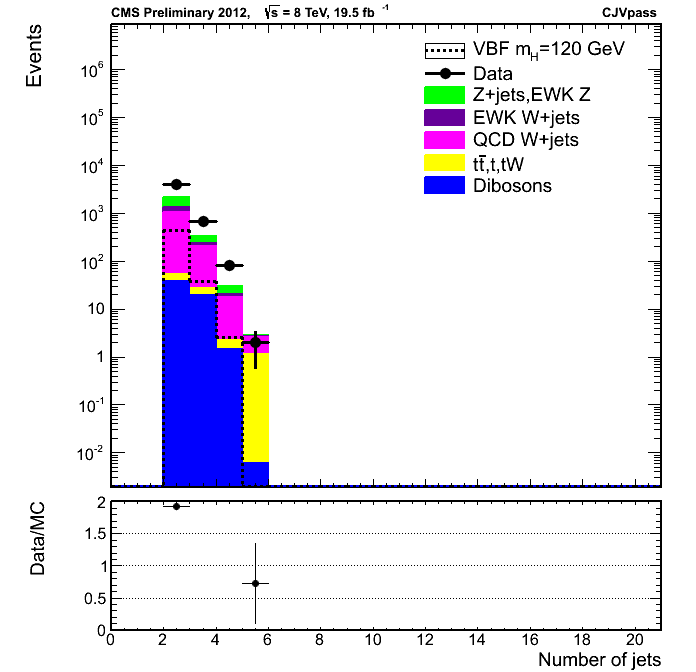 CMS Preliminary 2012, √s = 8 TeV, 19.5 fb⁻¹ CJVpass
Events
10⁶
10⁵
10⁴
10³
10²
10
1
10⁻¹
10⁻²
VBF m_H=120 GeV
Data
Z+jets,EWK Z
EWK W+jets
QCD W+jets
tt̄,t,tW
Dibosons
Data/MC
2
1.5
1
0.5
0
0 2 4 6 8 10 12 14 16 18 20
Number of jets